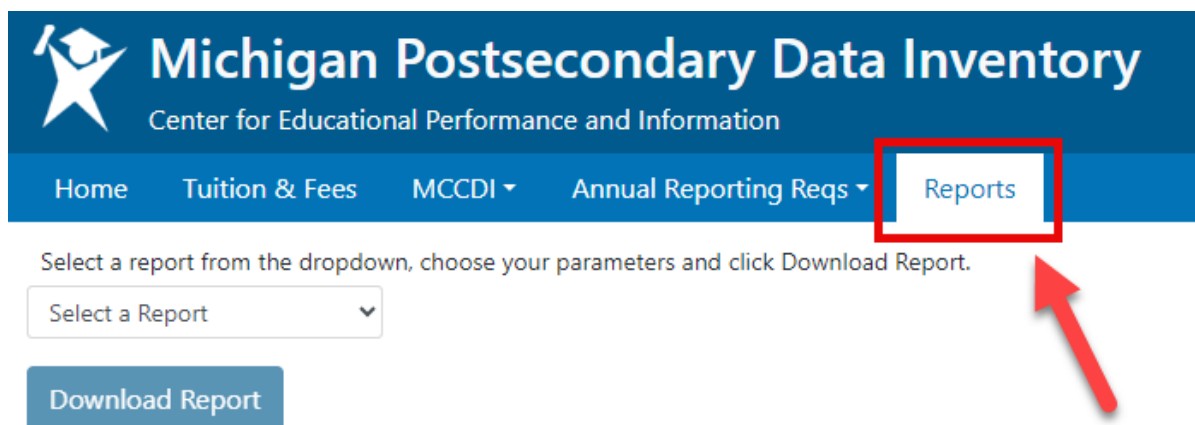 Michigan Postsecondary Data Inventory
Center for Educational Performance and Information
Home Tuition & Fees MCCDI Annual Reporting Reqs Reports
Select a report from the dropdown, choose your parameters and click Download Report.
Select a Report
Download Report